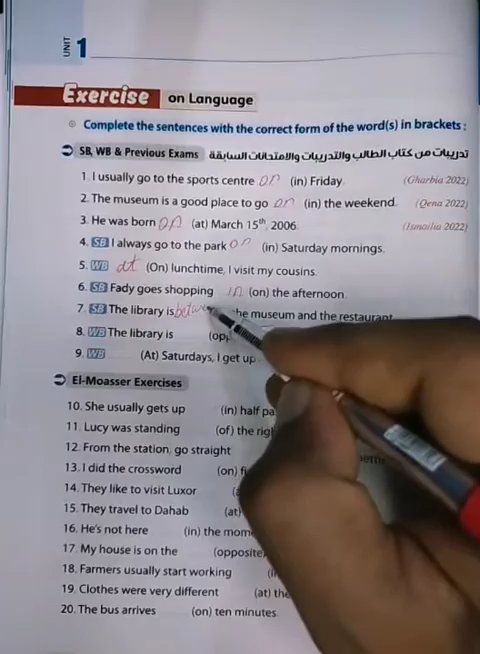 UNIT 1
Exercise on Language
Complete the sentences with the correct form of the word(s) in brackets :
SB, WB & Previous Exams تدريبات من كتاب الطالب والتدريبات والامتحانات السابقة
1. I usually go to the sports centre on (in) Friday. (Gharbia 2022)
2. The museum is a good place to go on (in) the weekend. (Qena 2022)
3. He was born on (at) March 15th, 2006. (Ismailia 2022)
4. SB I always go to the park on (in) Saturday mornings.
5. WB at (On) lunchtime, I visit my cousins.
6. SB Fady goes shopping in (on) the afternoon.
7. SB The library is betw he museum and the restaurant.
8. WB The library is (opp
9. WB (At) Saturdays, I get up
El-Moasser Exercises
10. She usually gets up (in) half pa
11. Lucy was standing (of) the rig
12. From the station, go straight
13. I did the crossword (on) fi
14. They like to visit Luxor
15. They travel to Dahab (at)
16. He's not here (in) the mom
17. My house is on the (opposite)
18. Farmers usually start working
19. Clothes were very different (at) the
20. The bus arrives (on) ten minutes.